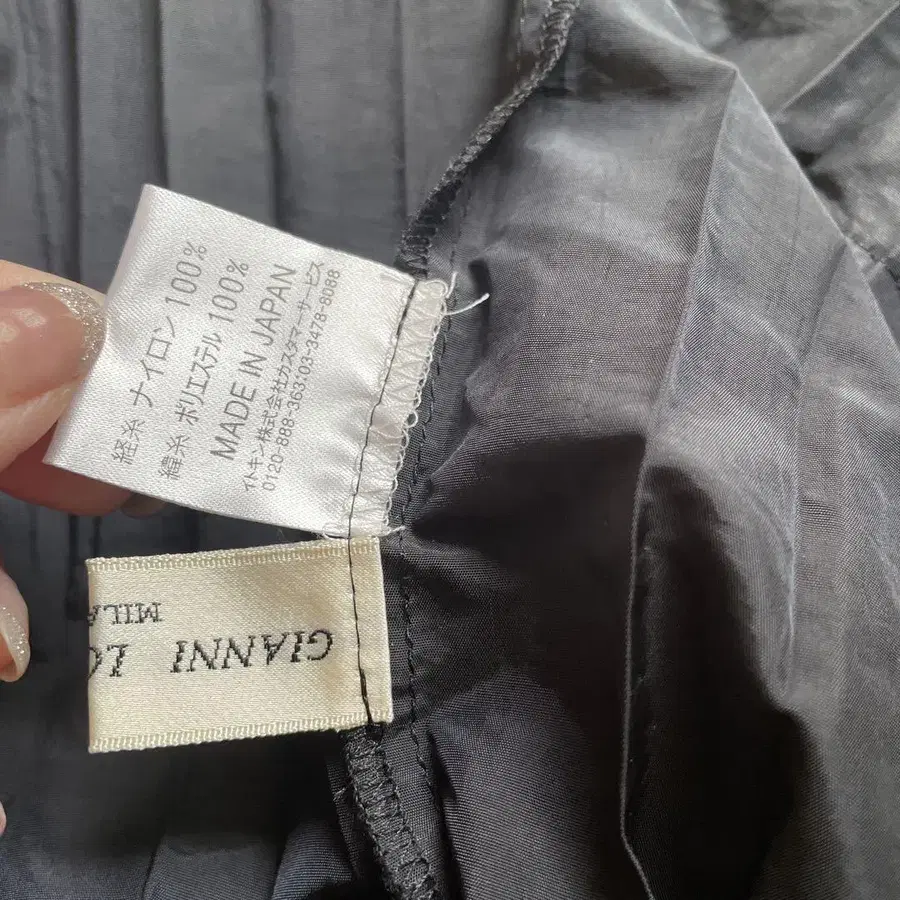 経糸 ナイロン 100%
緯糸 ポリエステル 100%
MADE IN JAPAN
イトキン株式会社カスタマーサービス
0120-888-363│03-3478-8088
GIANNI